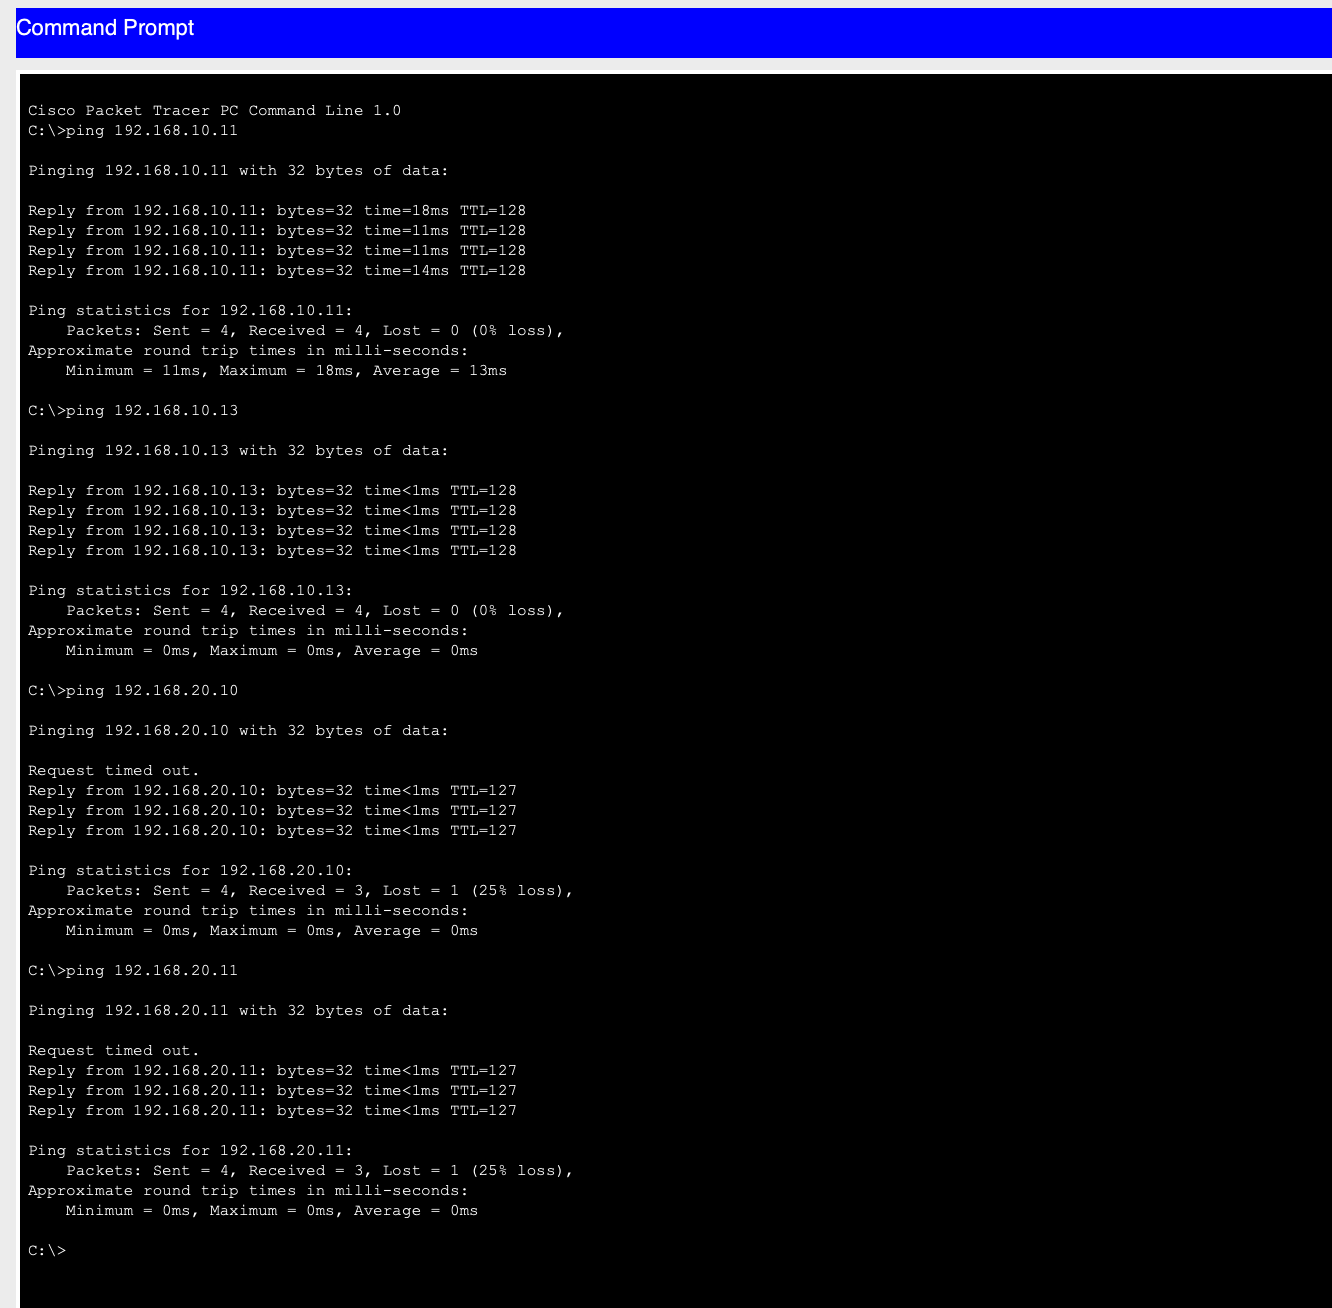 Command Prompt
Cisco Packet Tracer PC Command Line 1.0
C:\>ping 192.168.10.11
Pinging 192.168.10.11 with 32 bytes of data:
Reply from 192.168.10.11: bytes=32 time=18ms TTL=128
Reply from 192.168.10.11: bytes=32 time=11ms TTL=128
Reply from 192.168.10.11: bytes=32 time=11ms TTL=128
Reply from 192.168.10.11: bytes=32 time=14ms TTL=128
Ping statistics for 192.168.10.11:
    Packets: Sent = 4, Received = 4, Lost = 0 (0% loss),
Approximate round trip times in milli-seconds:
    Minimum = 11ms, Maximum = 18ms, Average = 13ms
C:\>ping 192.168.10.13
Pinging 192.168.10.13 with 32 bytes of data:
Reply from 192.168.10.13: bytes=32 time<1ms TTL=128
Reply from 192.168.10.13: bytes=32 time<1ms TTL=128
Reply from 192.168.10.13: bytes=32 time<1ms TTL=128
Reply from 192.168.10.13: bytes=32 time<1ms TTL=128
Ping statistics for 192.168.10.13:
    Packets: Sent = 4, Received = 4, Lost = 0 (0% loss),
Approximate round trip times in milli-seconds:
    Minimum = 0ms, Maximum = 0ms, Average = 0ms
C:\>ping 192.168.20.10
Pinging 192.168.20.10 with 32 bytes of data:
Request timed out.
Reply from 192.168.20.10: bytes=32 time<1ms TTL=127
Reply from 192.168.20.10: bytes=32 time<1ms TTL=127
Reply from 192.168.20.10: bytes=32 time<1ms TTL=127
Ping statistics for 192.168.20.10:
    Packets: Sent = 4, Received = 3, Lost = 1 (25% loss),
Approximate round trip times in milli-seconds:
    Minimum = 0ms, Maximum = 0ms, Average = 0ms
C:\>ping 192.168.20.11
Pinging 192.168.20.11 with 32 bytes of data:
Request timed out.
Reply from 192.168.20.11: bytes=32 time<1ms TTL=127
Reply from 192.168.20.11: bytes=32 time<1ms TTL=127
Reply from 192.168.20.11: bytes=32 time<1ms TTL=127
Ping statistics for 192.168.20.11:
    Packets: Sent = 4, Received = 3, Lost = 1 (25% loss),
Approximate round trip times in milli-seconds:
    Minimum = 0ms, Maximum = 0ms, Average = 0ms
C:\>